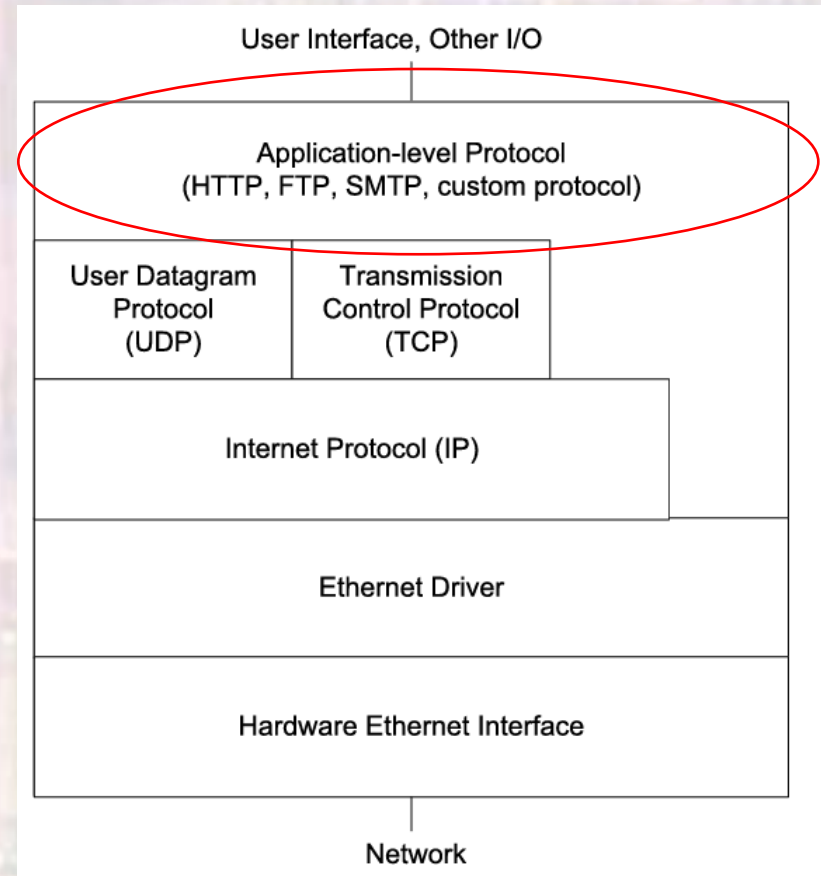 User Interface, Other I/O
Application-level Protocol
(HTTP, FTP, SMTP, custom protocol)
User Datagram
Protocol
(UDP)
Transmission
Control Protocol
(TCP)
Internet Protocol (IP)
Ethernet Driver
Hardware Ethernet Interface
Network